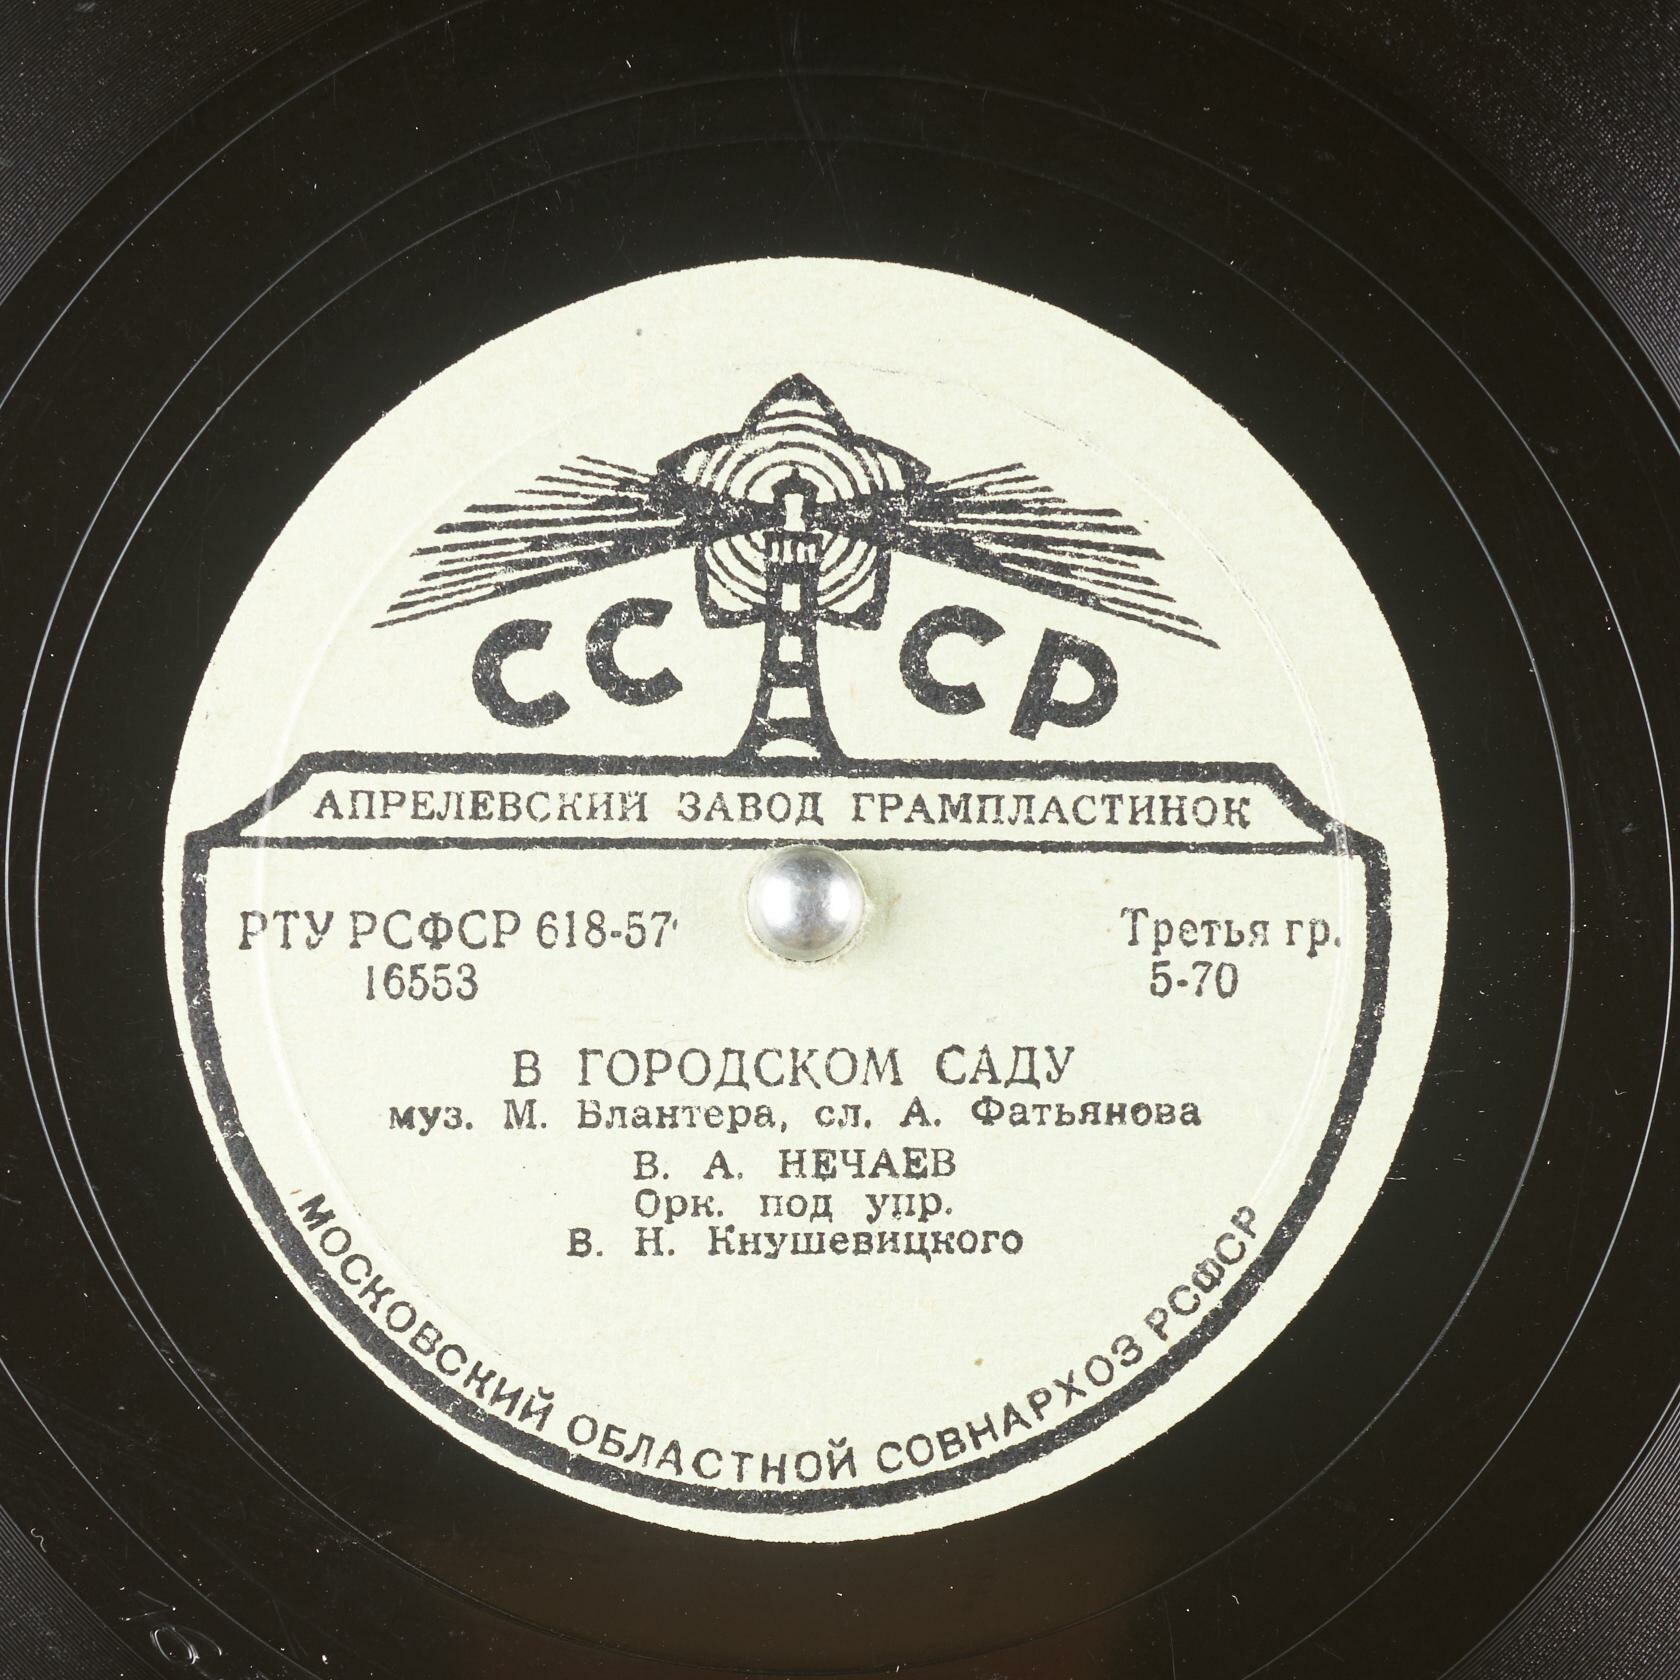 СССР
АПРЕЛЕВСКИЙ ЗАВОД ГРАМПЛАСТИНОК
РТУ РСФСР 618-57
Третья гр.
16553
5-70
В ГОРОДСКОМ САДУ
муз. М. Блантера, сл. А. Фатьянова
В. А. НЕЧАЕВ
Орк. под упр.
В. Н. Кнушевицкого
МОСКОВСКИЙ ОБЛАСТНОЙ СОВНАРХОЗ РСФСР